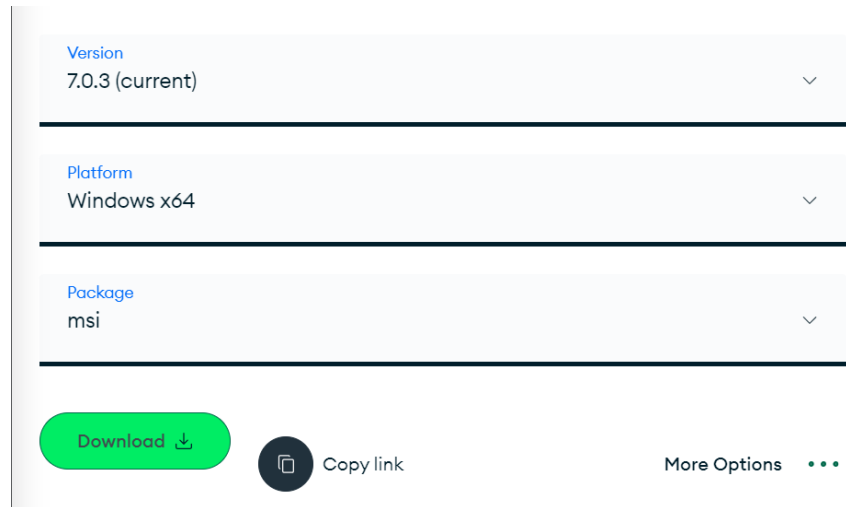 Version
7.0.3 (current)
Platform
Windows x64
Package
msi
Download
Copy link
More Options